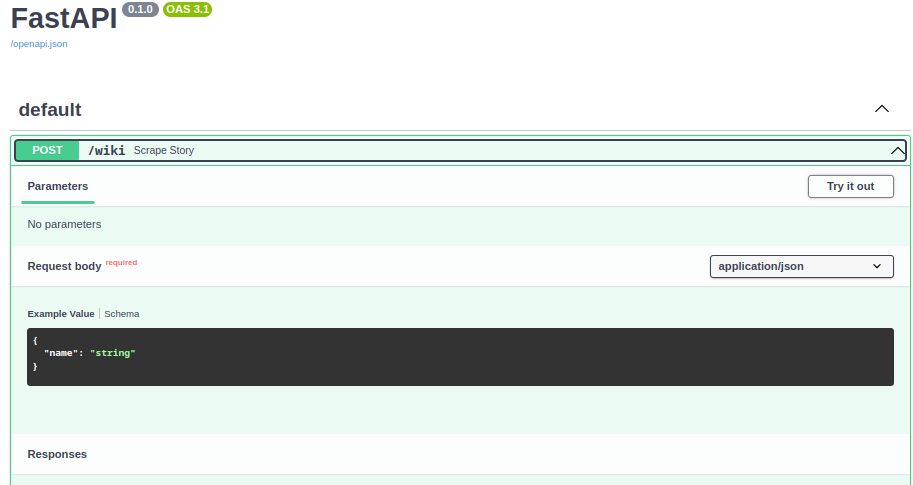 FastAPI 0.1.0 OAS 3.1
/openapi.json
default
POST /wiki Scrape Story
Parameters Try it out
No parameters
Request body required application/json
Example Value Schema
{
"name": "string"
}
Responses